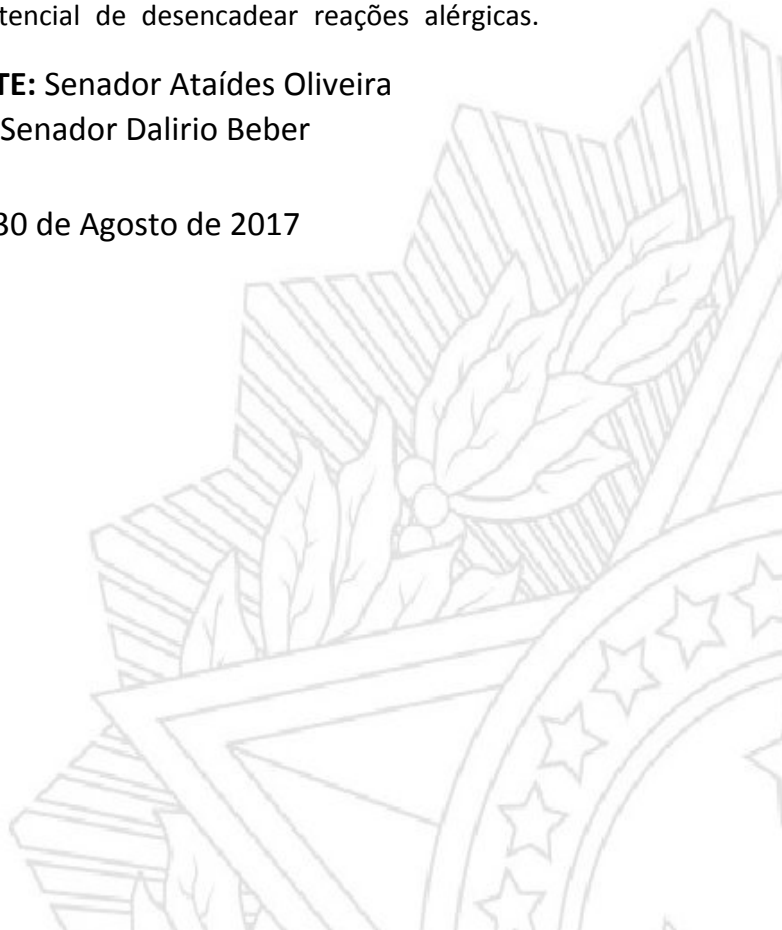 tencial de desencadear reações alérgicas.
TE: Senador Ataídes Oliveira
Senador Dalirio Beber
30 de Agosto de 2017